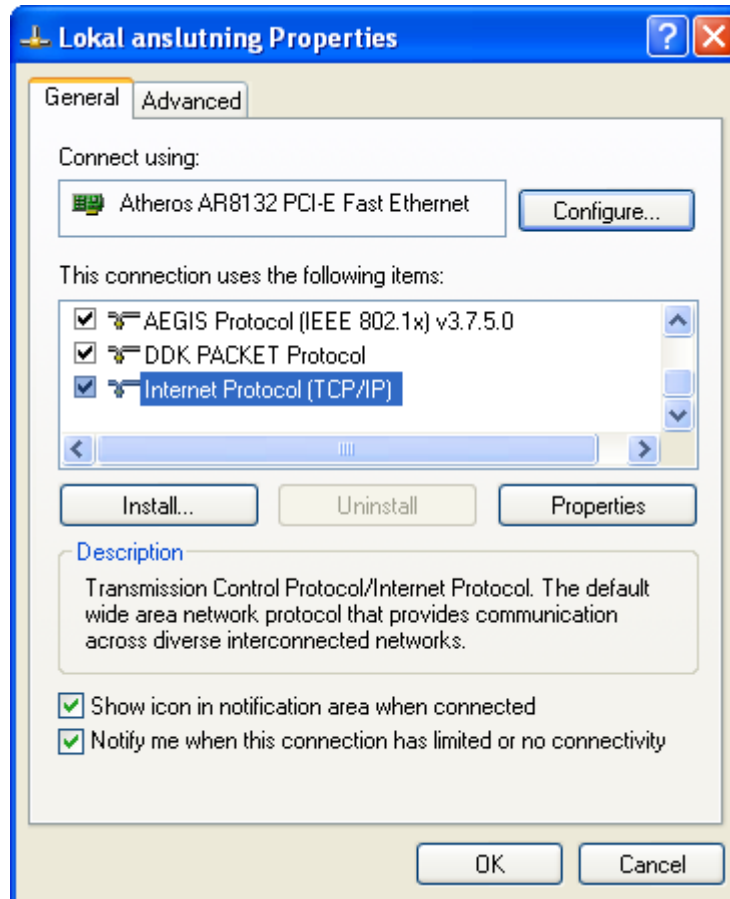 Lokal anslutning Properties
General
Advanced
Connect using:
Atheros AR8132 PCI-E Fast Ethernet
Configure...
This connection uses the following items:
AEGIS Protocol (IEEE 802.1x) v3.7.5.0
DDK PACKET Protocol
Internet Protocol (TCP/IP)
Install...
Uninstall
Properties
Description
Transmission Control Protocol/Internet Protocol. The default
wide area network protocol that provides communication
across diverse interconnected networks.
Show icon in notification area when connected
Notify me when this connection has limited or no connectivity
OK
Cancel